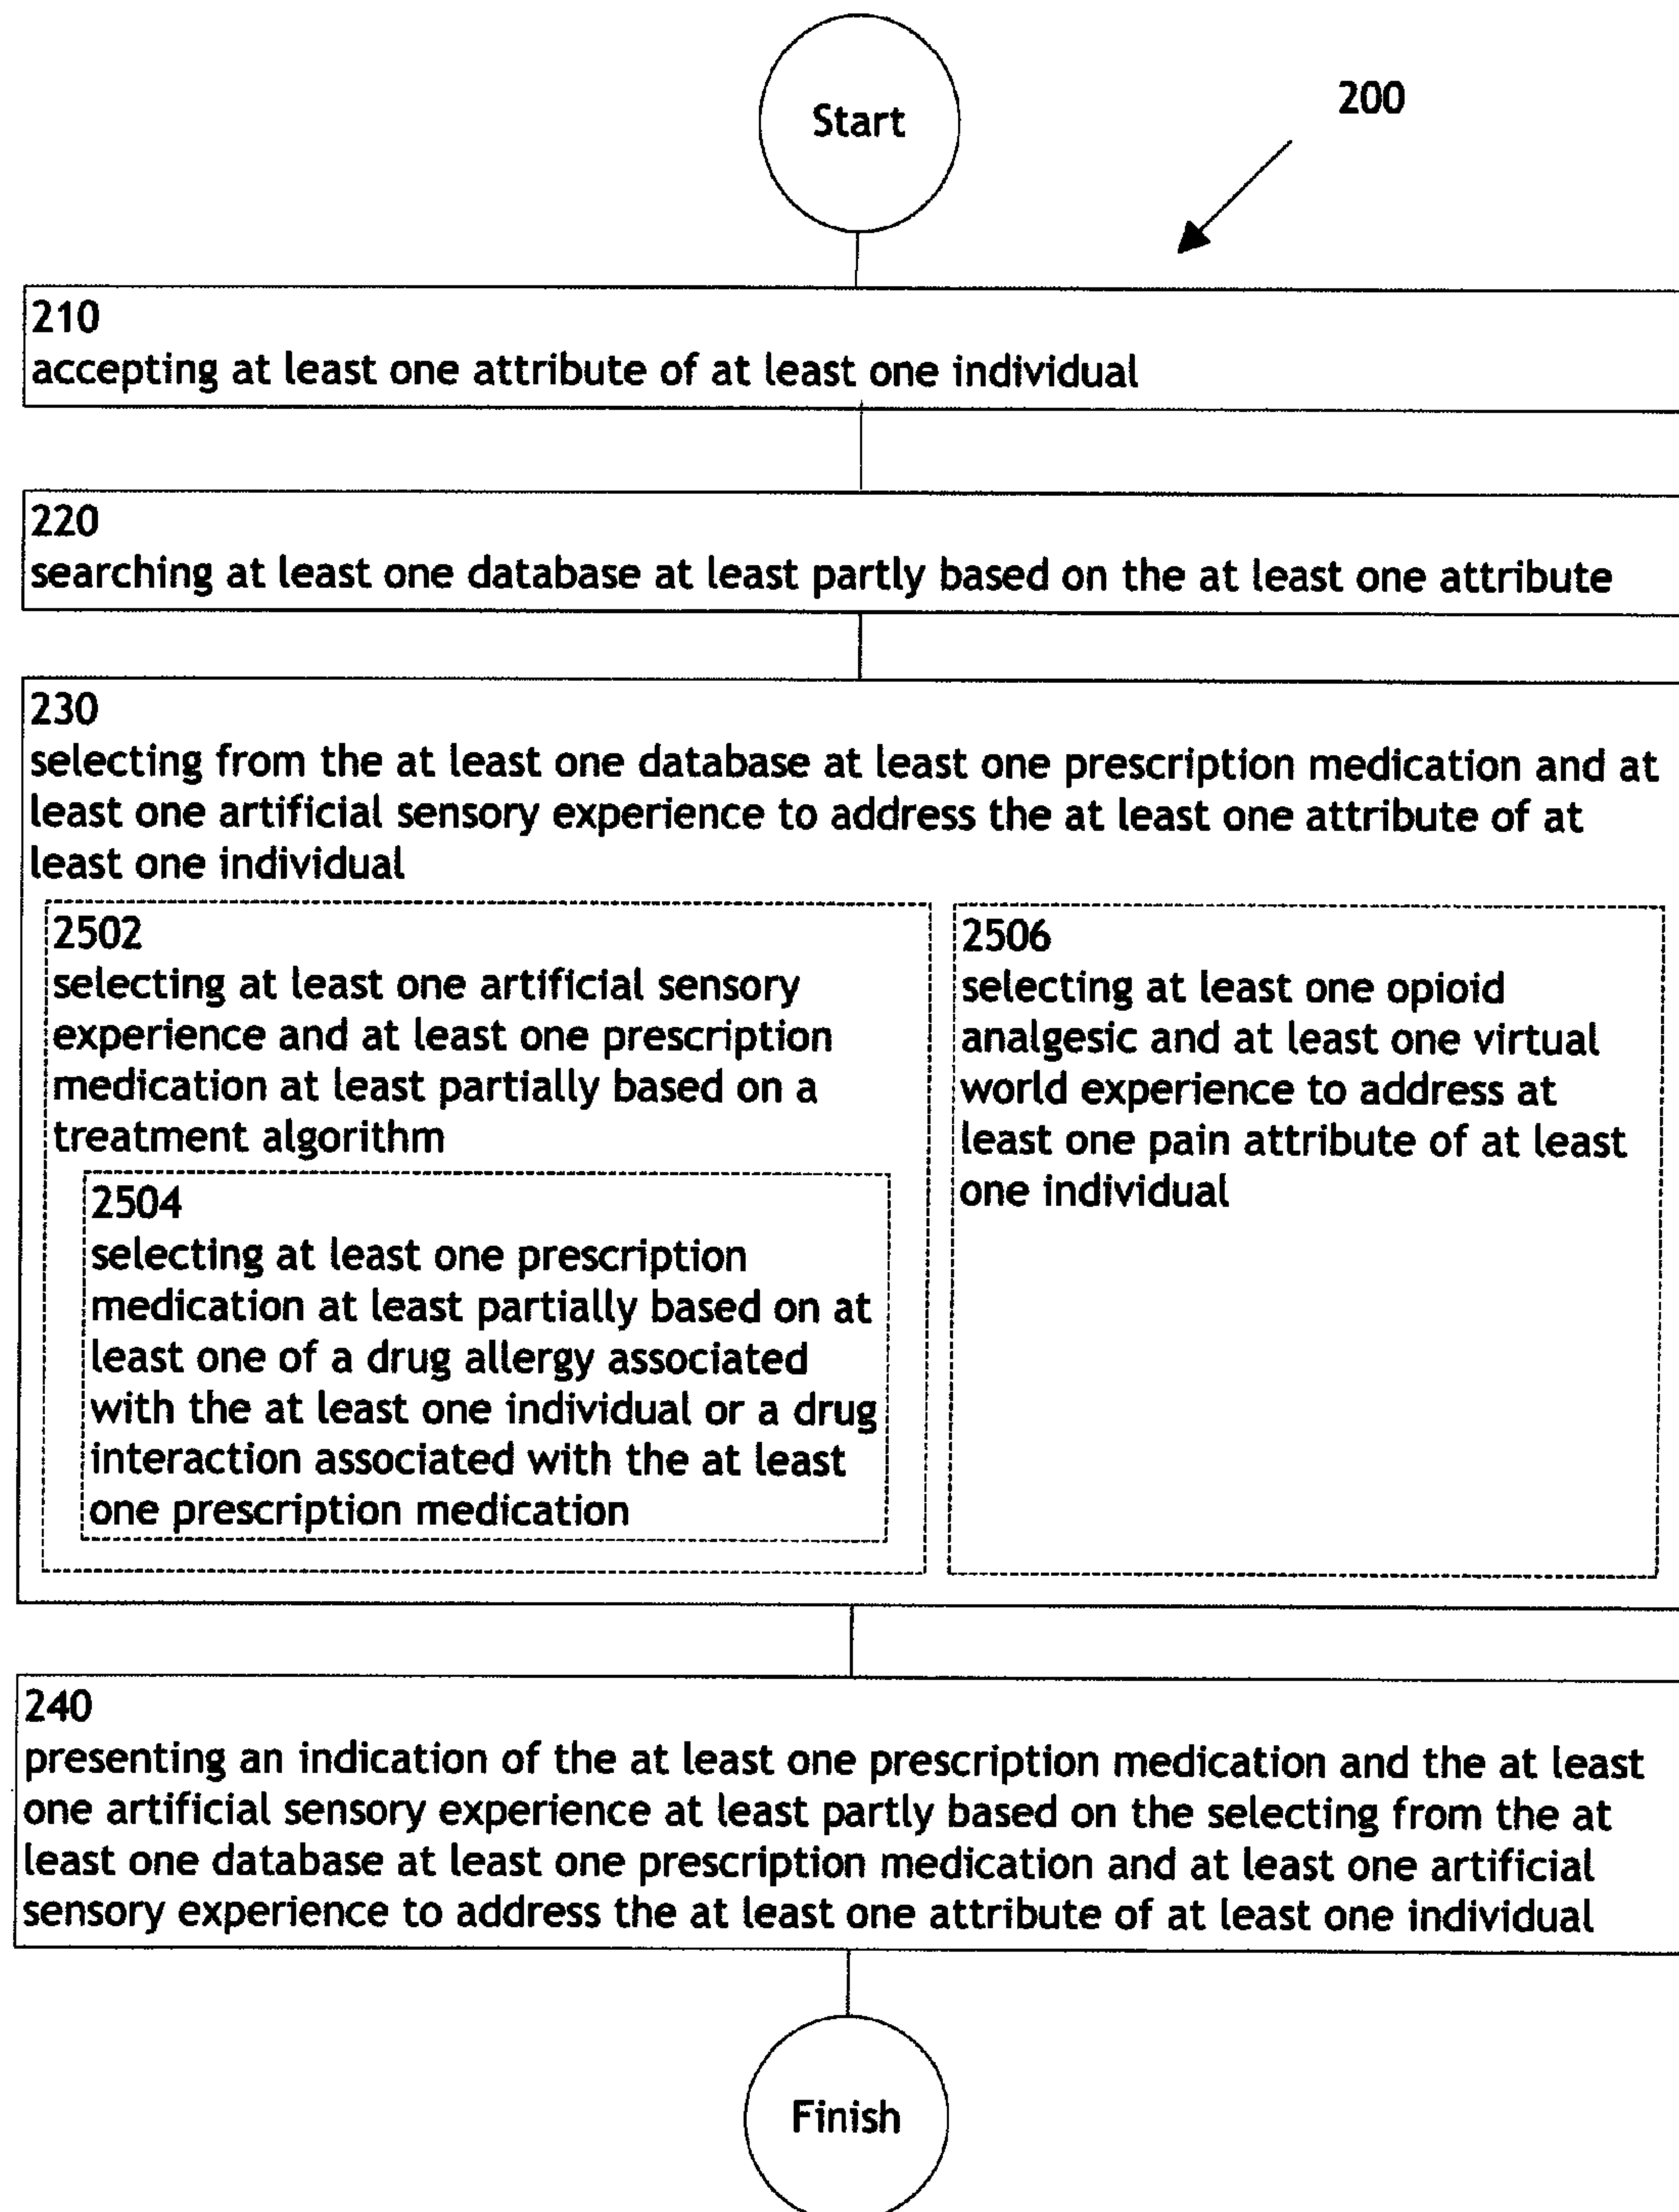 Start
200
210
accepting at least one attribute of at least one individual
220
searching at least one database at least partly based on the at least one attribute
230
selecting from the at least one database at least one prescription medication and at
least one artificial sensory experience to address the at least one attribute of at
least one individual
2502
selecting at least one artificial sensory
experience and at least one prescription
medication at least partially based on a
treatment algorithm
2504
selecting at least one prescription
medication at least partially based on at
least one of a drug allergy associated
with the at least one individual or a drug
interaction associated with the at least
one prescription medication
2506
selecting at least one opioid
analgesic and at least one virtual
world experience to address at
least one pain attribute of at least
one individual
240
presenting an indication of the at least one prescription medication and the at least
one artificial sensory experience at least partly based on the selecting from the at
least one database at least one prescription medication and at least one artificial
sensory experience to address the at least one attribute of at least one individual
Finish